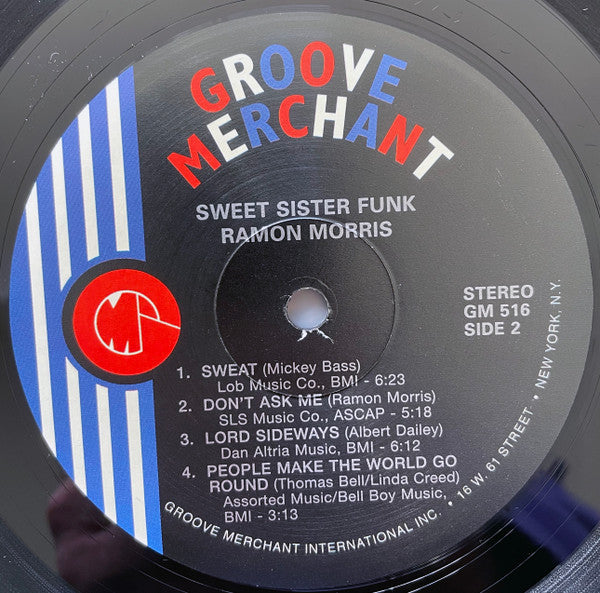 GROOVE
MERCHANT
SWEET SISTER FUNK
RAMON MORRIS
STEREO
GM 516
SIDE 2
1. SWEAT (Mickey Bass)
Lob Music Co., BMI - 6:23
2. DON'T ASK ME (Ramon Morris)
SLS Music Co., ASCAP - 5:18
3. LORD SIDEWAYS (Albert Dailey)
Dan Altria Music, BMI - 6:12
4. PEOPLE MAKE THE WORLD GO
ROUND (Thomas Bell/Linda Creed)
Assorted Music/Bell Boy Music,
BMI - 3:13
GROOVE MERCHANT INTERNATIONAL INC. • 16 W. 61 STREET • NEW YORK, N.Y.